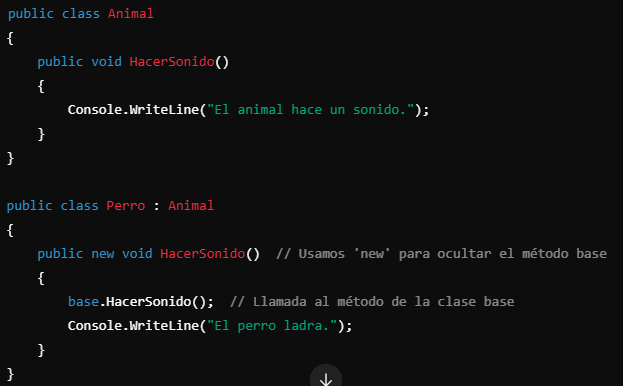 public class Animal
{
    public void HacerSonido()
    {
        Console.WriteLine("El animal hace un sonido.");
    }
}

public class Perro : Animal
{
    public new void HacerSonido()  // Usamos 'new' para ocultar el método base
    {
        base.HacerSonido();  // Llamada al método de la clase base
        Console.WriteLine("El perro ladra.");
    }
}